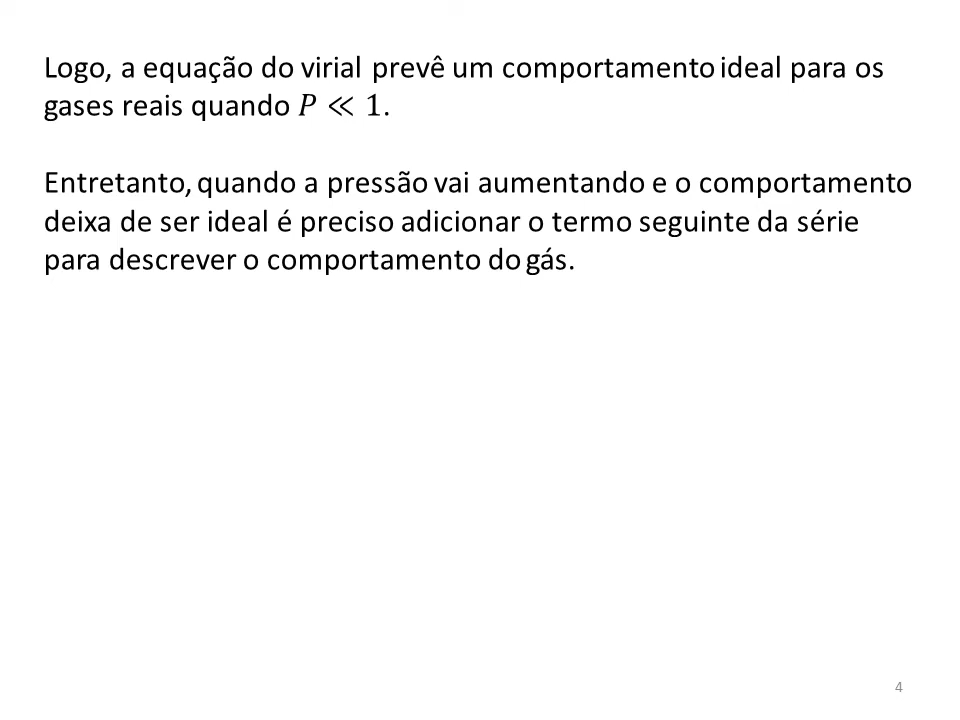 Logo, a equação do virial prevê um comportamento ideal para os
gases reais quando P ≪ 1.
Entretanto, quando a pressão vai aumentando e o comportamento
deixa de ser ideal é preciso adicionar o termo seguinte da série
para descrever o comportamento do gás.
4